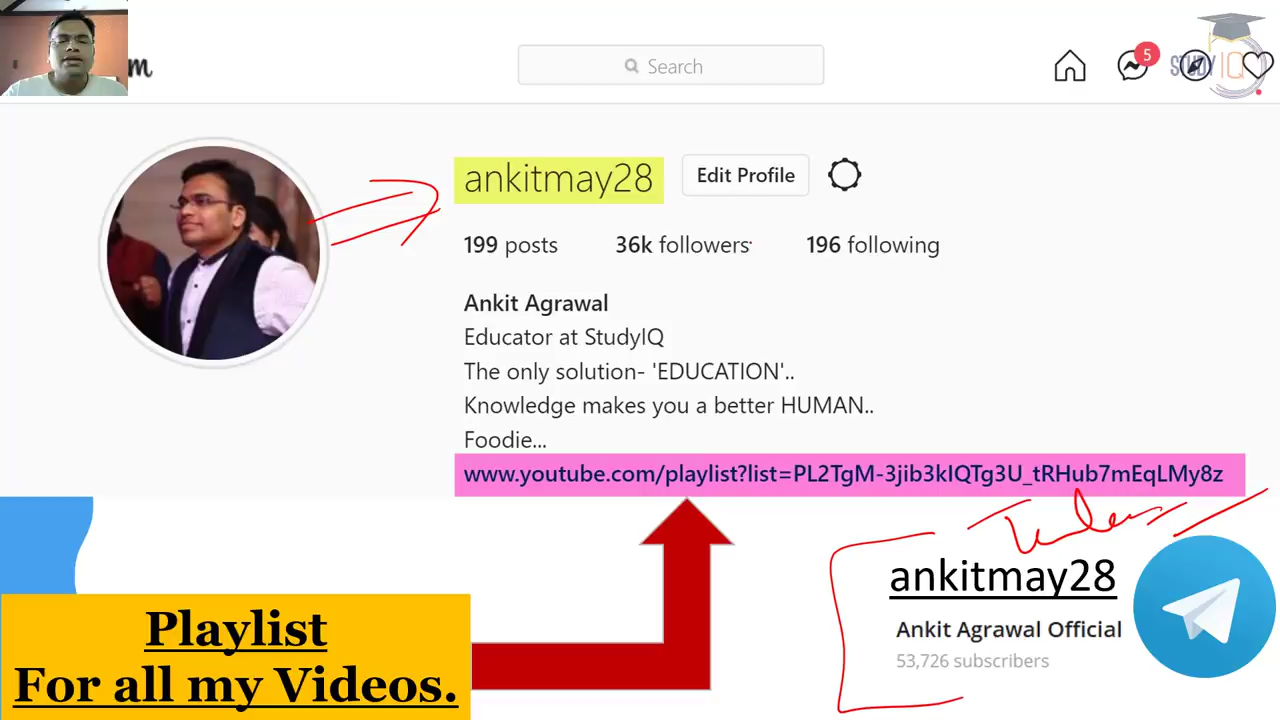 m
Search
5
STUDY IQ
ankitmay28
Edit Profile
199 posts 36k followers 196 following
Ankit Agrawal
Educator at StudyIQ
The only solution- 'EDUCATION'..
Knowledge makes you a better HUMAN..
Foodie...
www.youtube.com/playlist?list=PL2TgM-3jib3kIQTg3U_tRHub7mEqLMy8z
ankitmay28
Ankit Agrawal Official
53,726 subscribers
Playlist
For all my Videos.